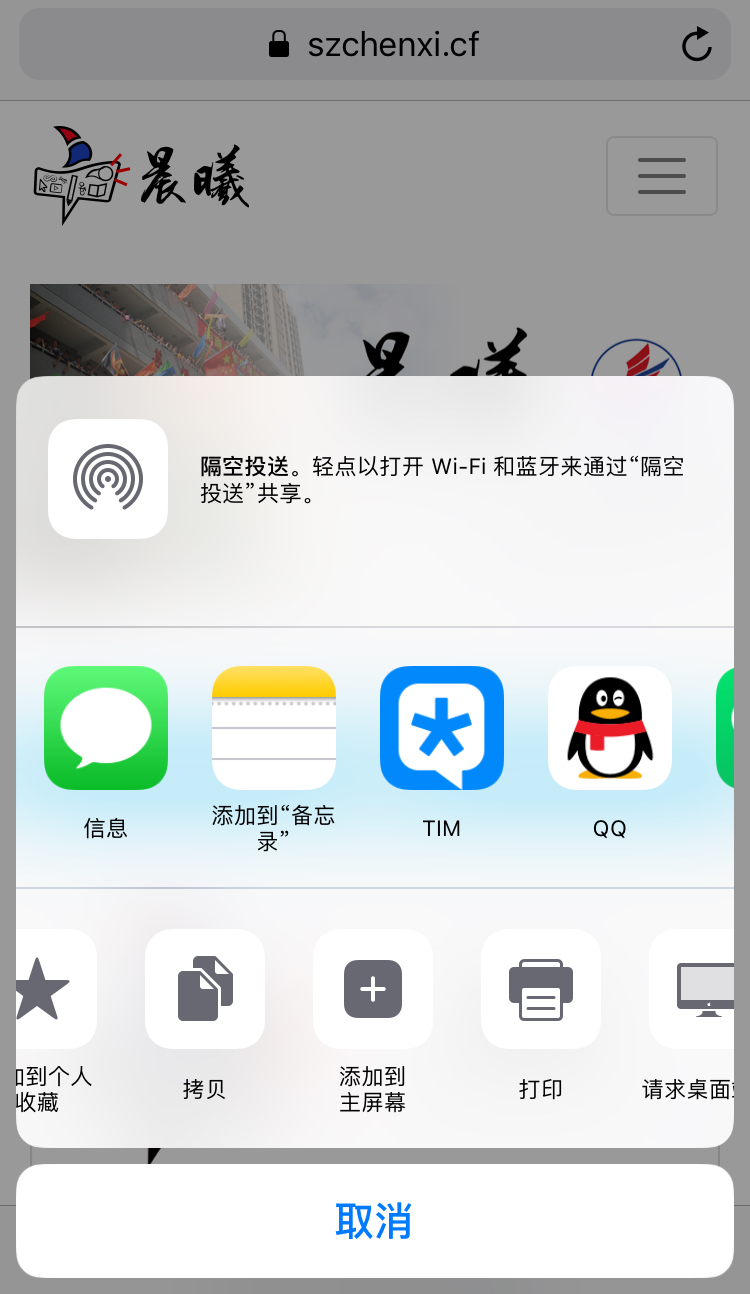 szchenxi.cf
晨曦
晨曦
隔空投送。轻点以打开 Wi-Fi 和蓝牙来通过“隔空
投送”共享。
信息
添加到“备忘
录”
TIM
QQ
加到个人
收藏
拷贝
添加到
主屏幕
打印
请求桌面
取消